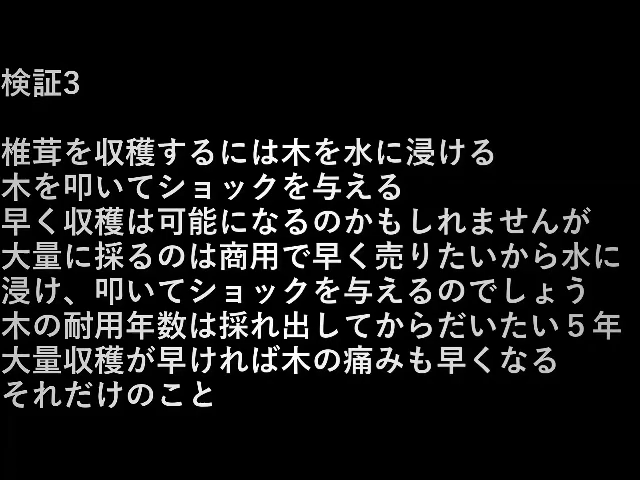 検証3
椎茸を収穫するには木を水に浸ける
木を叩いてショックを与える
早く収穫は可能になるのかもしれませんが
大量に採るのは商用で早く売りたいから水に
浸け、叩いてショックを与えるのでしょう
木の耐用年数は採れ出してからだいたい５年
大量収穫が早ければ木の痛みも早くなる
それだけのこと